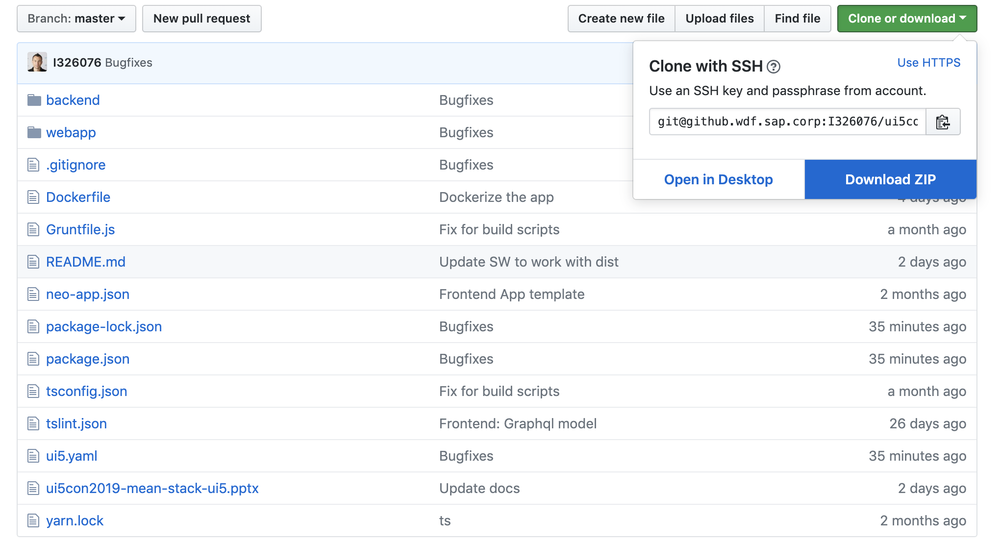 Branch: master
New pull request
Create new file
Upload files
Find file
Clone or download
I326076 Bugfixes
Clone with SSH
Use HTTPS
Use an SSH key and passphrase from account.
git@github.wdf.sap.corp:I326076/ui5cc
Open in Desktop
Download ZIP
backend Bugfixes
webapp Bugfixes
.gitignore Bugfixes
Dockerfile Dockerize the app 4 days ago
Gruntfile.js Fix for build scripts a month ago
README.md Update SW to work with dist 2 days ago
neo-app.json Frontend App template 2 months ago
package-lock.json Bugfixes 35 minutes ago
package.json Bugfixes 35 minutes ago
tsconfig.json Fix for build scripts a month ago
tslint.json Frontend: Graphql model 26 days ago
ui5.yaml Bugfixes 35 minutes ago
ui5con2019-mean-stack-ui5.pptx Update docs 2 days ago
yarn.lock ts 2 months ago